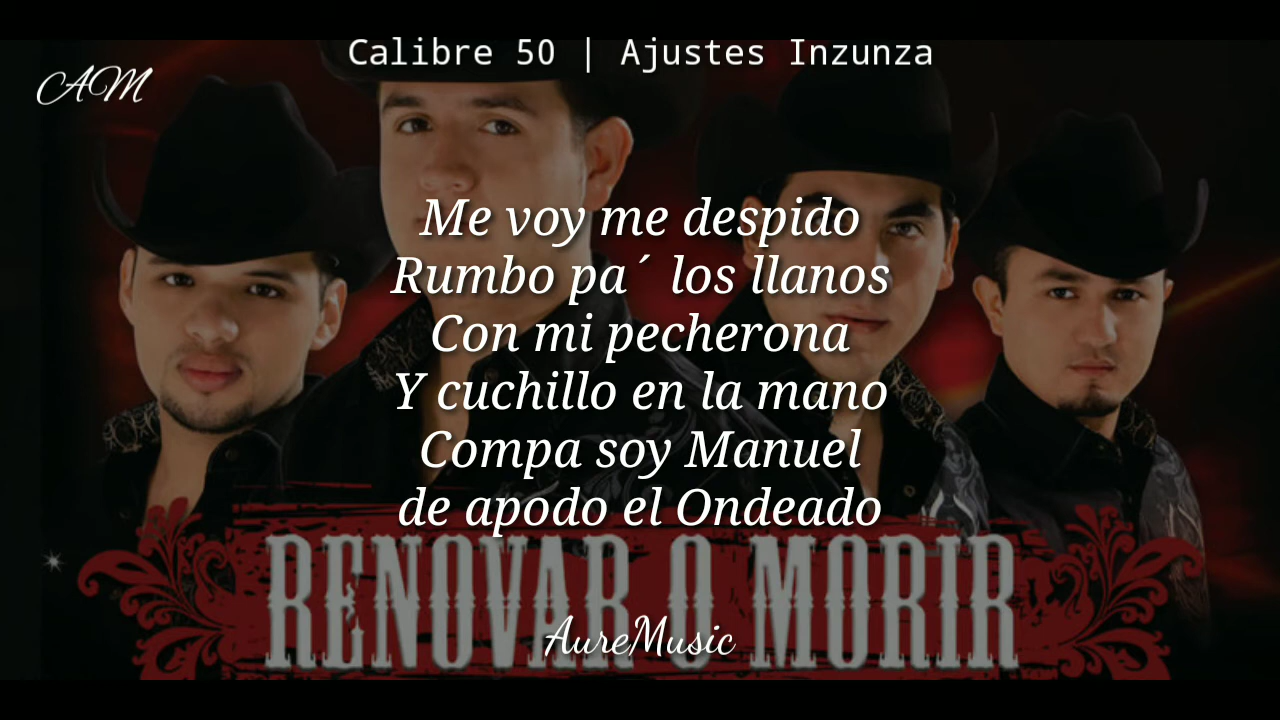 Calibre 50 | Ajustes Inzunza
AM
Me voy me despido
Rumbo pa´ los llanos
Con mi pecherona
Y cuchillo en la mano
Compa soy Manuel
de apodo el Ondeado
RENOVAR O MORIR
AureMusic